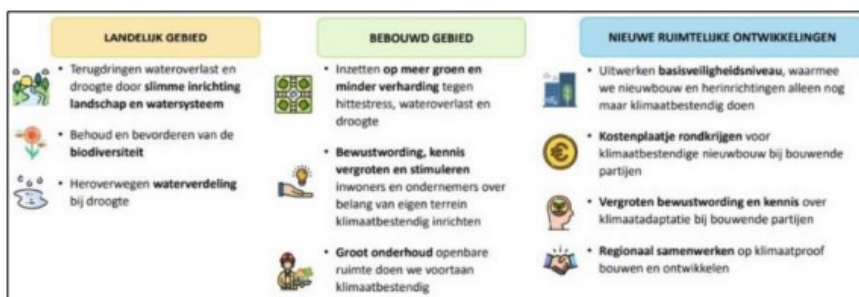 LANDELIJK GEBIED
• Terugdringen wateroverlast en
droogte door slimme inrichting
landschap en watersysteem
• Behoud en bevorderen van de
biodiversiteit
• Heroverwegen waterverdeling
bij droogte
BEBOUWD GEBIED
• Inzetten op meer groen en
minder verharding tegen
hittestress, wateroverlast en
droogte
• Bewustwording, kennis
vergroten en stimuleren
inwoners en ondernemers over
belang van eigen terrein
klimaatbestendig inrichten
• Groot onderhoud openbare
ruimte doen we voortaan
klimaatbestendig
NIEUWE RUIMTELIJKE ONTWIKKELINGEN
• Uitwerken basisveiligheidsniveau, waarmee
we nieuwbouw en herinrichtingen alleen nog
maar klimaatbestendig doen
• Kostenplaatje rondkrijgen voor
klimaatbestendige nieuwbouw bij bouwende
partijen
• Vergroten bewustwording en kennis over
klimaatadaptatie bij bouwende partijen
• Regionaal samenwerken op klimaatproof
bouwen en ontwikkelen